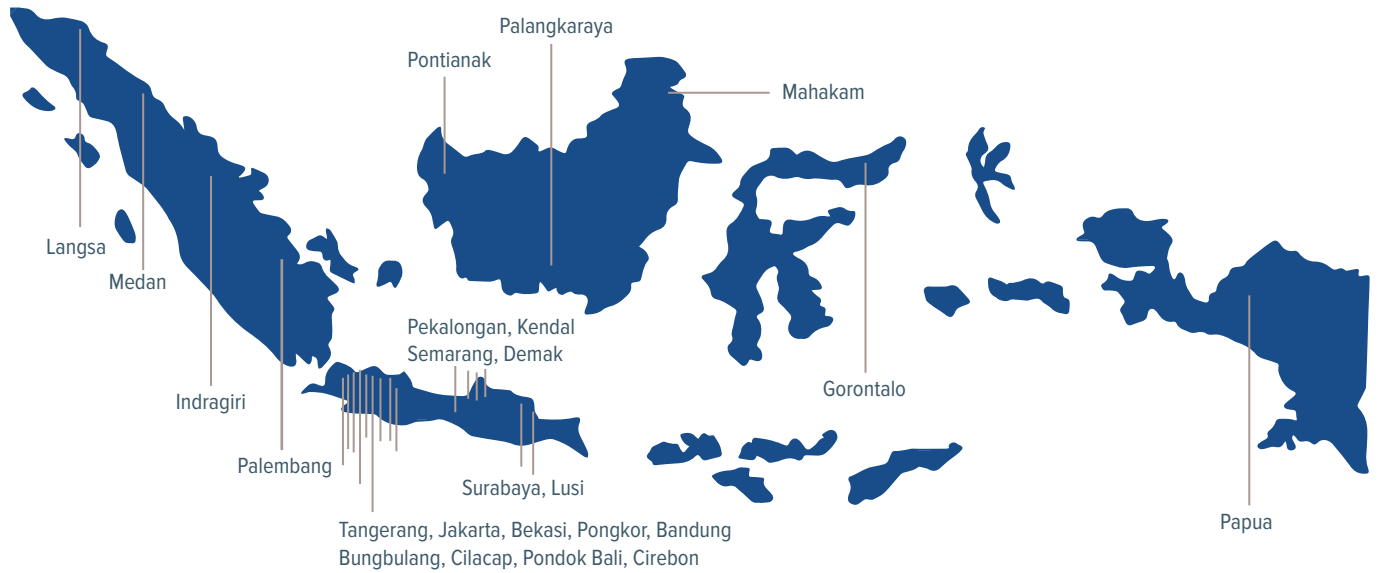 Palangkaraya
Pontianak
Mahakam
Langsa
Medan
Pekalongan, Kendal
Semarang, Demak
Gorontalo
Indragiri
Palembang
Surabaya, Lusi
Papua
Tangerang, Jakarta, Bekasi, Pongkor, Bandung
Bungbulang, Cilacap, Pondok Bali, Cirebon